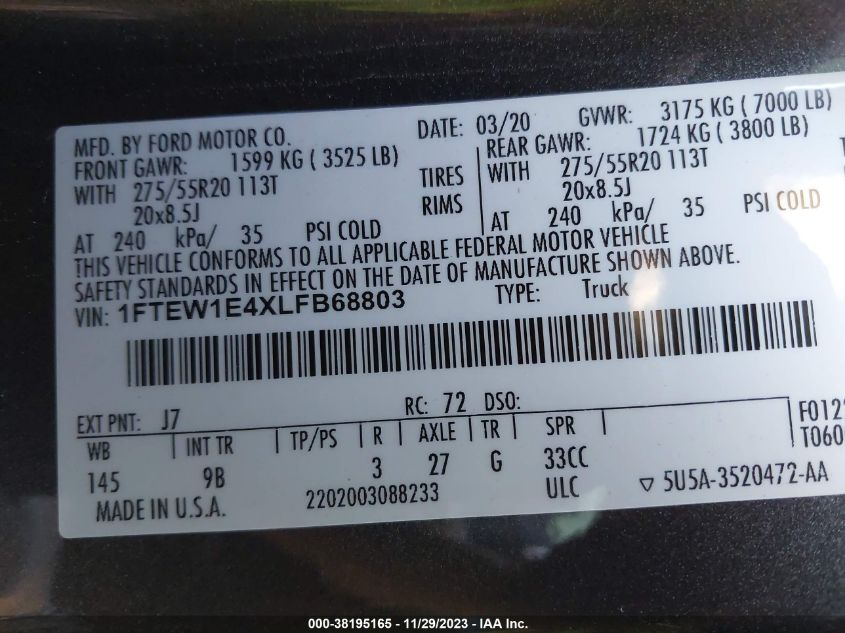 MFD. BY FORD MOTOR CO. DATE: 03/20 GVWR: 3175 KG ( 7000 LB)
FRONT GAWR: 1599 KG ( 3525 LB) REAR GAWR: 1724 KG ( 3800 LB)
WITH 275/55R20 113T TIRES WITH 275/55R20 113T
20x8.5J RIMS 20x8.5J
AT 240 kPa/ 35 PSI COLD AT 240 kPa/ 35 PSI COLD
THIS VEHICLE CONFORMS TO ALL APPLICABLE FEDERAL MOTOR VEHICLE
SAFETY STANDARDS IN EFFECT ON THE DATE OF MANUFACTURE SHOWN ABOVE.
VIN: 1FTEW1E4XLFB68803 TYPE: Truck
EXT PNT: J7 RC: 72 DSO:
WB INT TR TP/PS R AXLE TR SPR
145 9B 3 27 G 33CC
MADE IN U.S.A. 2202003088233 ULC ▽ 5U5A-3520472-AA
000-38195165 - 11/29/2023 - IAA Inc.